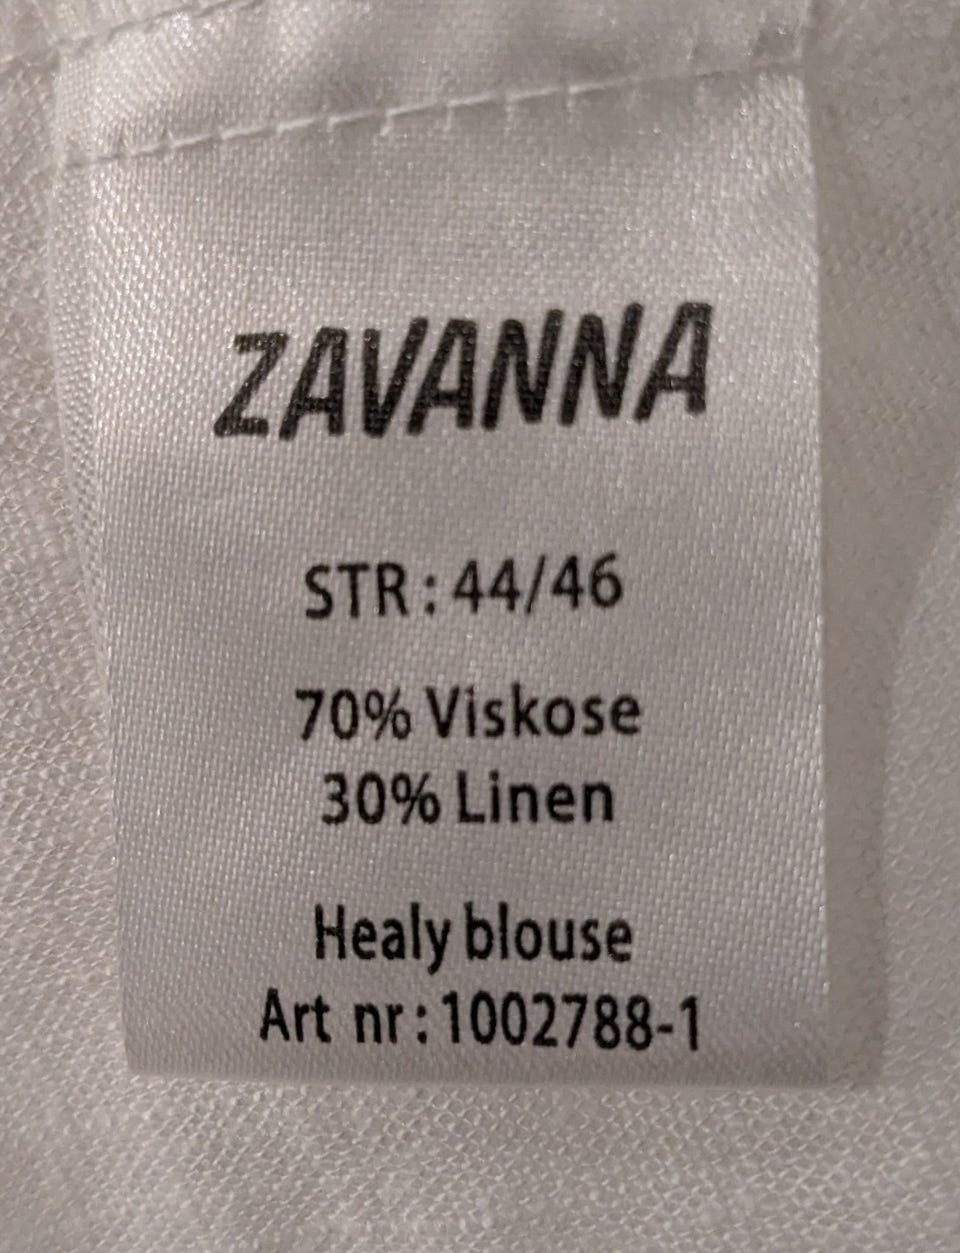 ZAVANNA
STR: 44/46
70% Viskose
30% Linen
Healy blouse
Art nr: 1002788-1